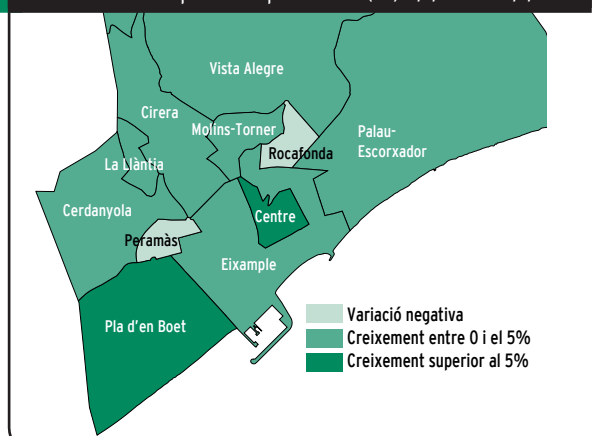 Vista Alegre
Cirera
Molins-Torner
Palau-
Escorxador
Rocafonda
La Llàntia
Cerdanyola
Centre
Peramàs
Eixample
Pla d'en Boet
Variació negativa
Creixement entre 0 i el 5%
Creixement superior al 5%